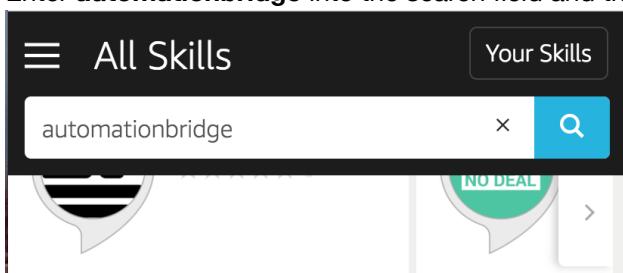 Enter automationbridge into the search field and th
All Skills
Your Skills
automationbridge
NO DEAL